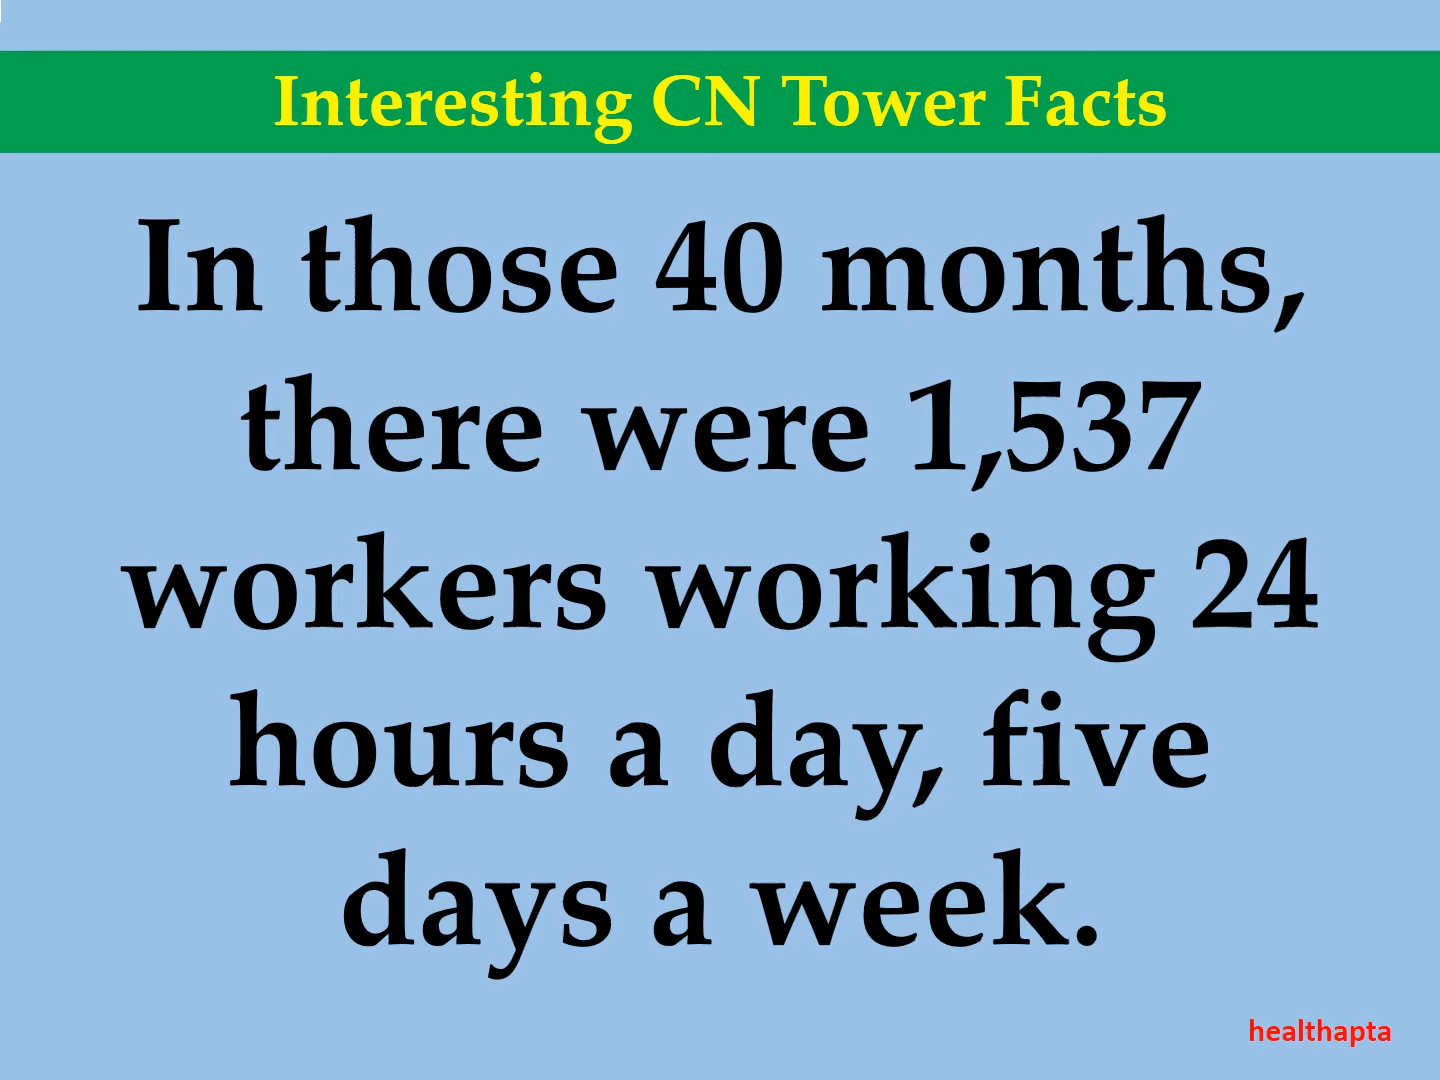 Interesting CN Tower Facts
In those 40 months,
there were 1,537
workers working 24
hours a day, five
days a week.
healthapta